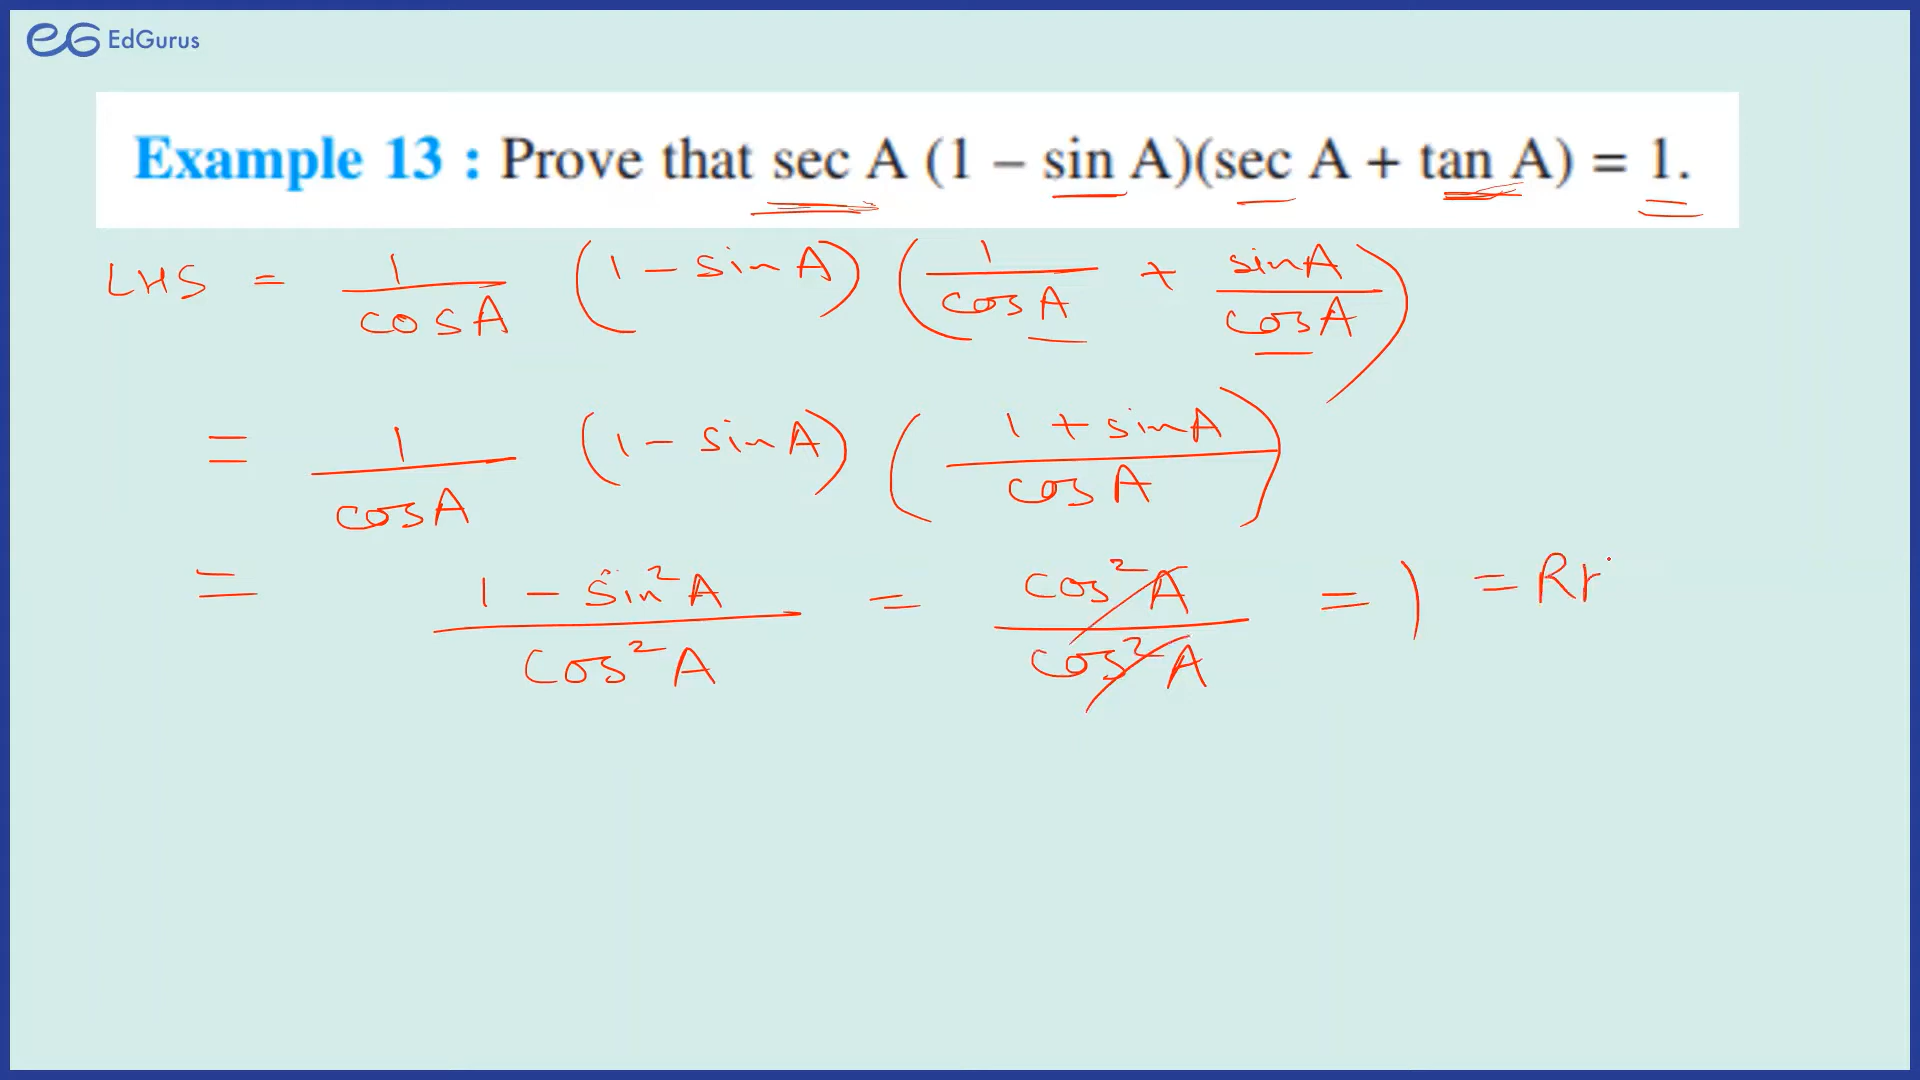 EdGurus
Example 13 : Prove that sec A (1 – sin A)(sec A + tan A) = 1.
LHS = 1/cosA (1 - sinA) (1/cosA + sinA/cosA)
= 1/cosA (1 - sinA) ((1 + sinA)/cosA)
= (1 - sin²A)/cos²A = cos²A/cos²A = 1 = R